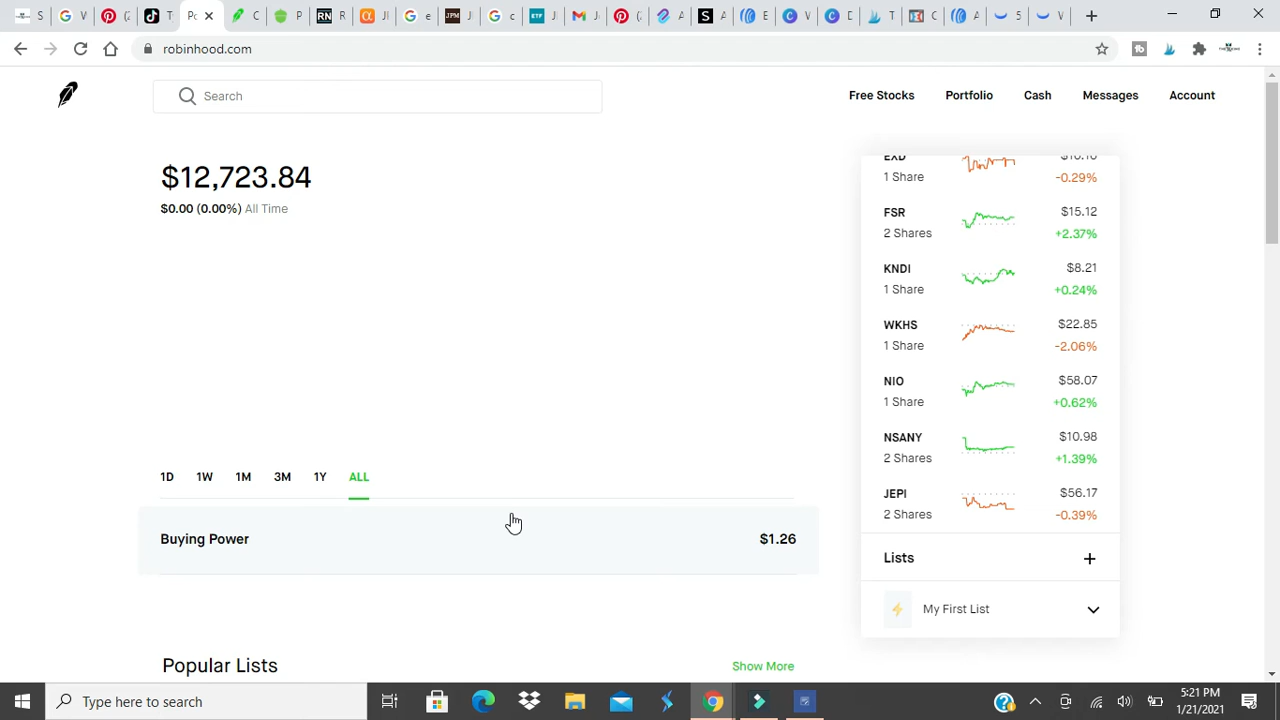 robinhood.com
Search
Free Stocks Portfolio Cash Messages Account
$12,723.84
$0.00 (0.00%) All Time
1D 1W 1M 3M 1Y ALL
Buying Power $1.26
Popular Lists Show More
EXD
1 Share -0.29%
FSR $15.12
2 Shares +2.37%
KNDI $8.21
1 Share +0.24%
WKHS $22.85
1 Share -2.06%
NIO $58.07
1 Share +0.62%
NSANY $10.98
2 Shares +1.39%
JEPI $56.17
2 Shares -0.39%
Lists +
My First List
Type here to search
5:21 PM
1/21/2021